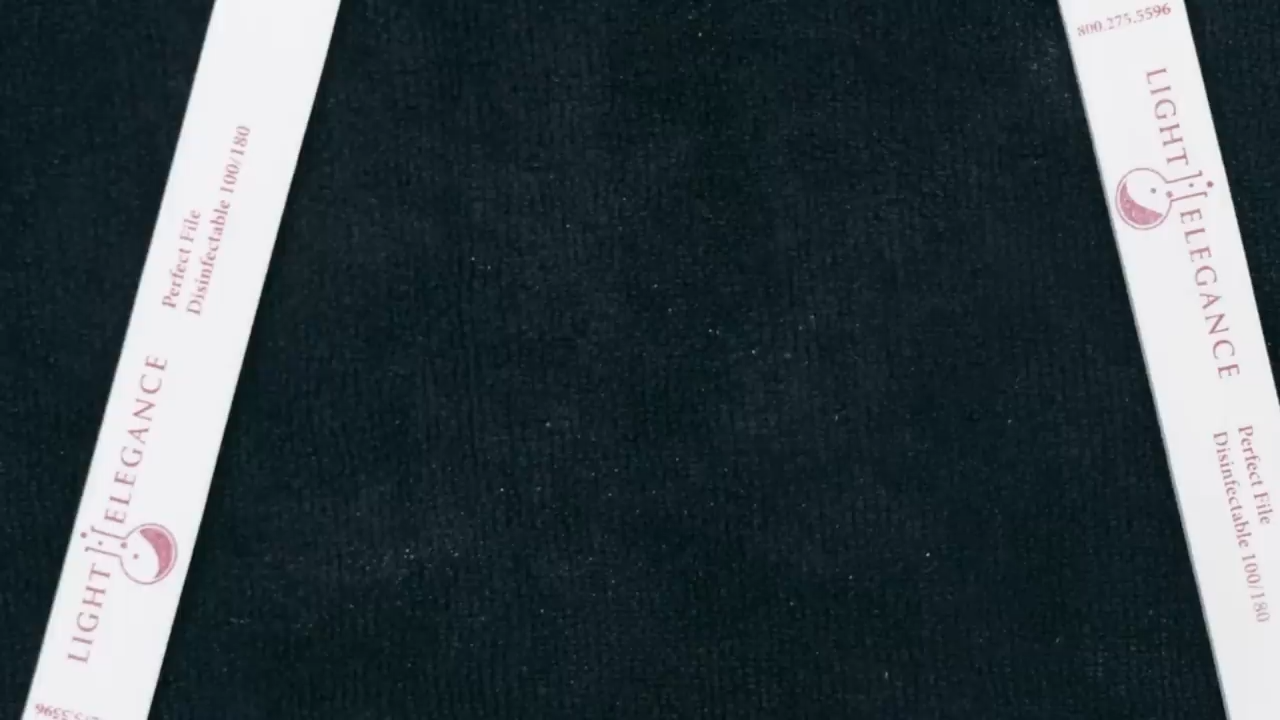 Perfect File
Disinfectable 100/180
LIGHT ELEGANCE
800.275.5596
LIGHT ELEGANCE
Perfect File
Disinfectable 100/180